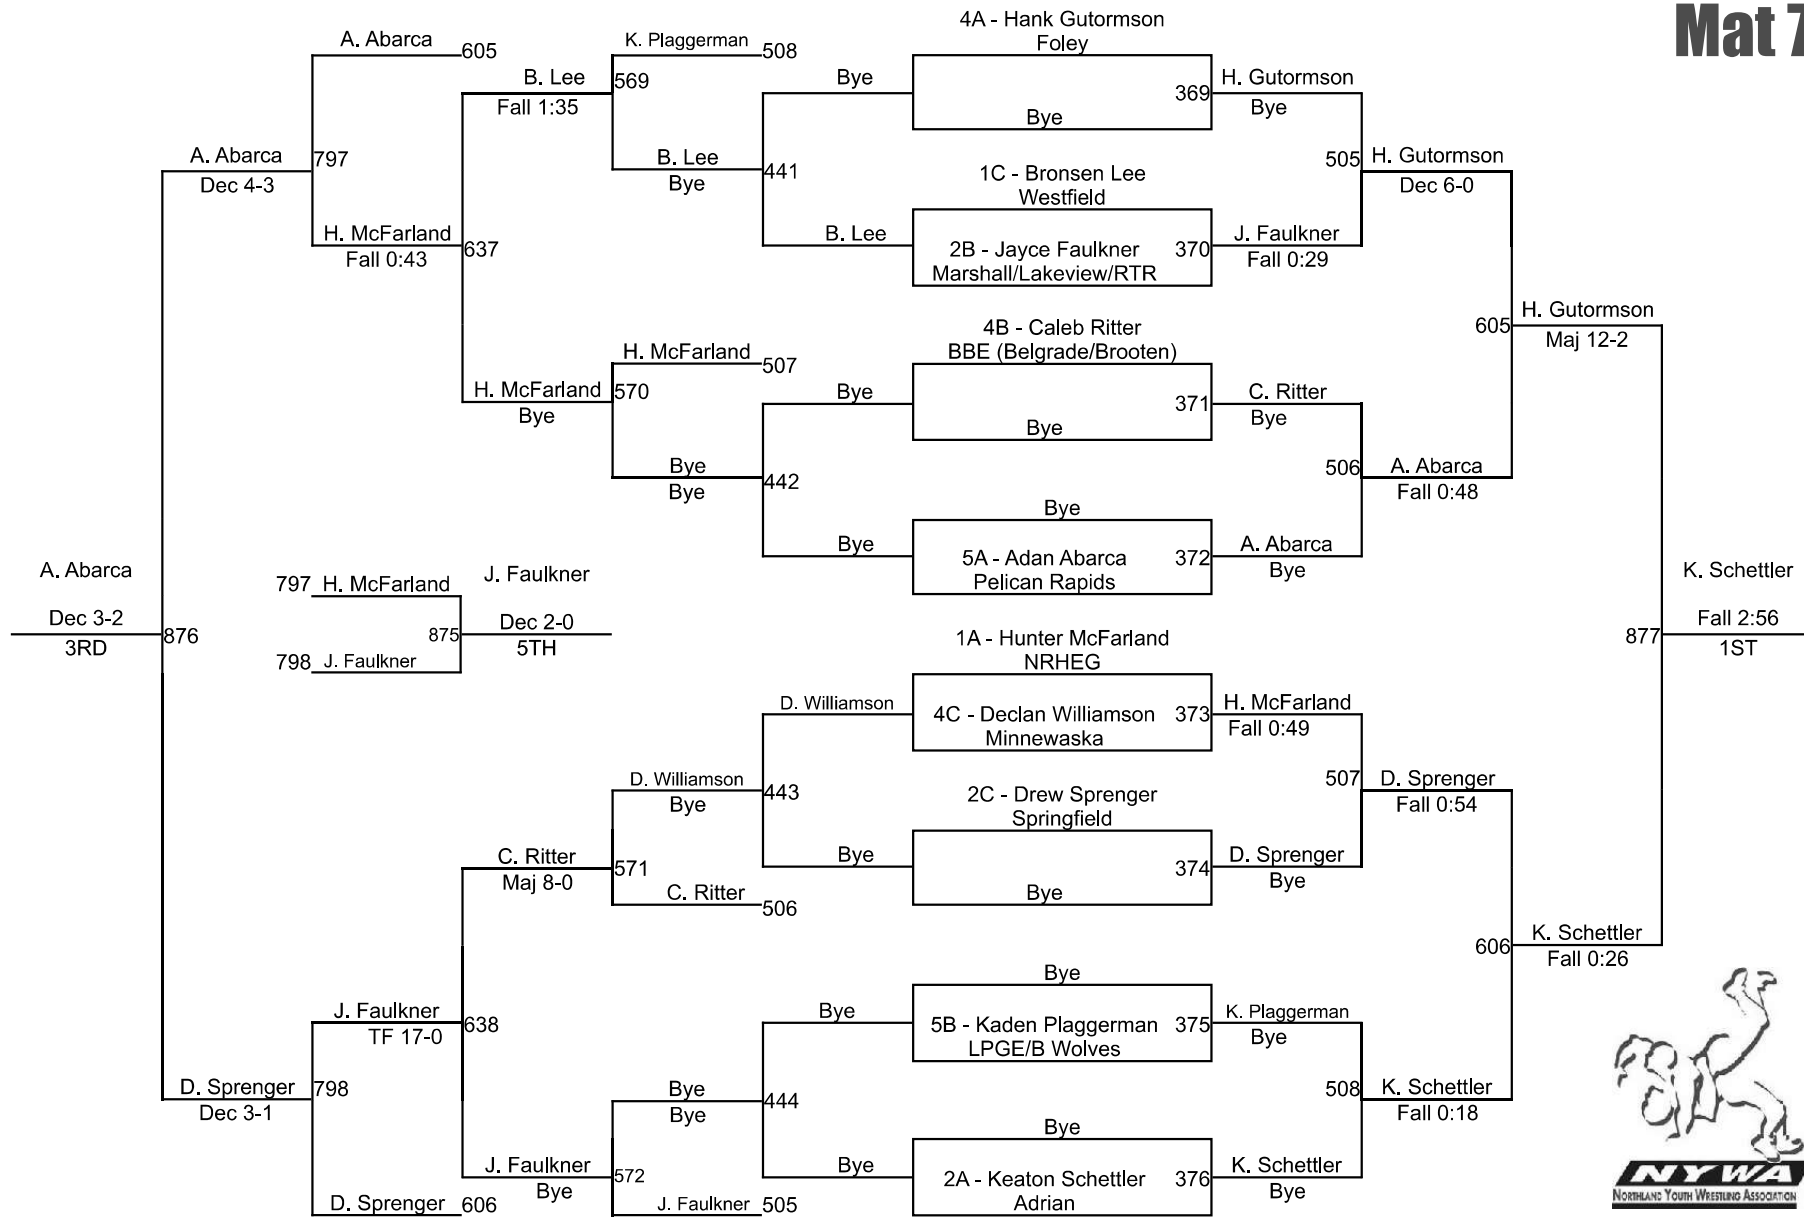 Mat 7
4A - Hank Gutormson
Foley
A. Abarca
605
K. Plaggerman
508
B. Lee
569
Fall 1:35
Bye
369
H. Gutormson
Bye
Bye
A. Abarca
797
Dec 4-3
B. Lee
441
Bye
1C - Bronsen Lee
Westfield
505
H. Gutormson
Dec 6-0
H. McFarland
637
Fall 0:43
B. Lee
2B - Jayce Faulkner
Marshall/Lakeview/RTR
370
J. Faulkner
Fall 0:29
605
H. Gutormson
Maj 12-2
4B - Caleb Ritter
BBE (Belgrade/Brooten)
H. McFarland
507
H. McFarland
570
Bye
Bye
371
C. Ritter
Bye
Bye
Bye
442
Bye
506
A. Abarca
Fall 0:48
Bye
Bye
5A - Adan Abarca
Pelican Rapids
372
A. Abarca
Bye
A. Abarca
Dec 3-2
3RD
876
797
H. McFarland
798
J. Faulkner
875
J. Faulkner
Dec 2-0
5TH
K. Schettler
877
Fall 2:56
1ST
1A - Hunter McFarland
NRHEG
D. Williamson
4C - Declan Williamson
Minnewaska
373
H. McFarland
Fall 0:49
D. Williamson
443
Bye
2C - Drew Sprenger
Springfield
507
D. Sprenger
Fall 0:54
C. Ritter
571
Maj 8-0
C. Ritter
506
Bye
374
Bye
D. Sprenger
Bye
606
K. Schettler
Fall 0:26
Bye
J. Faulkner
638
TF 17-0
Bye
5B - Kaden Plaggerman
LPGE/B Wolves
375
K. Plaggerman
Bye
D. Sprenger
798
Dec 3-1
Bye
444
Bye
508
K. Schettler
Fall 0:18
Bye
J. Faulkner
572
Bye
Bye
2A - Keaton Schettler
Adrian
376
K. Schettler
Bye
D. Sprenger
606
J. Faulkner
505
NYWA
NORTHLAND YOUTH WRESTLING ASSOCIATION